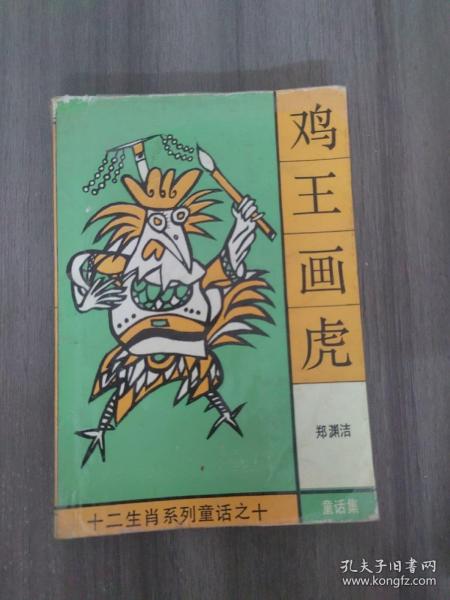 鸡王画虎
郑渊洁
十二生肖系列童话之十
童话集
孔夫子旧书网
www.kongfz.com